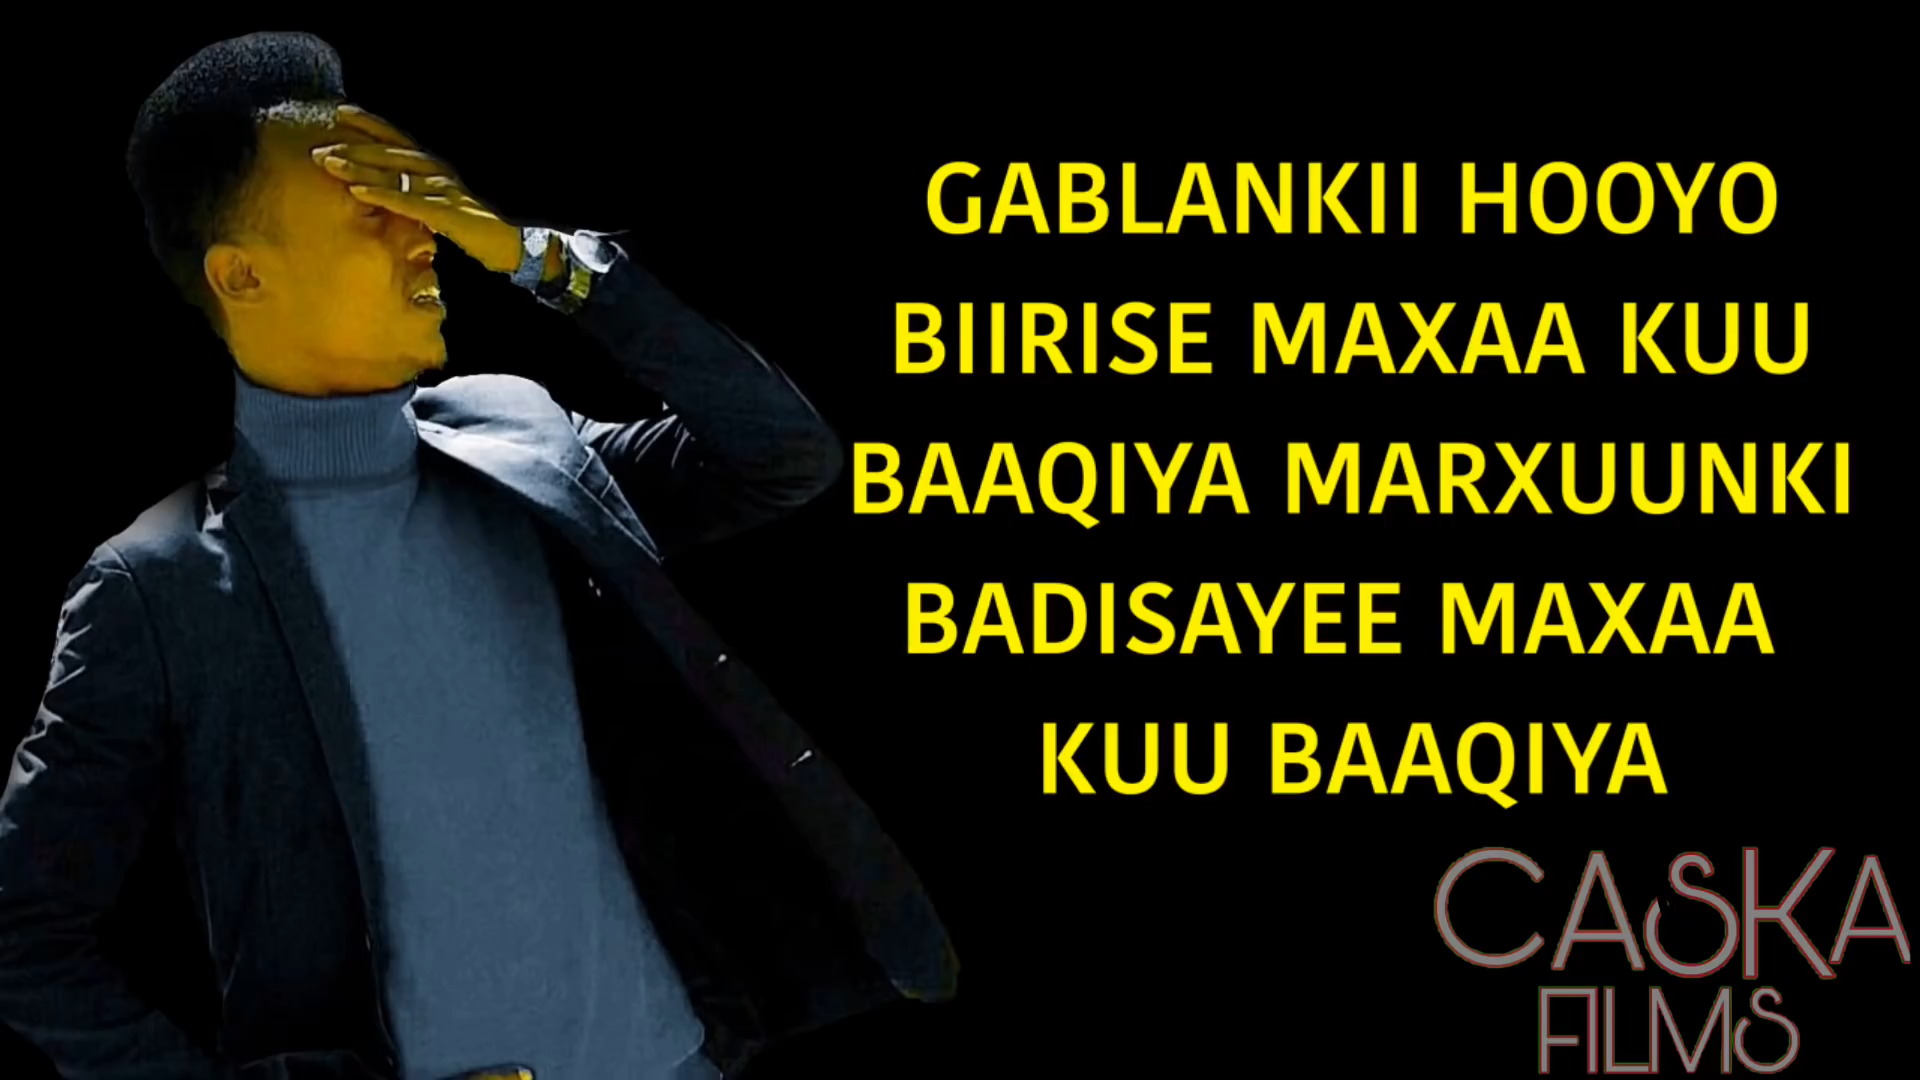 GABLANKII HOOYO
BIIRISE MAXAA KUU
BAAQIYA MARXUUNKI
BADISAYEE MAXAA
KUU BAAQIYA
CASKA
FILMS